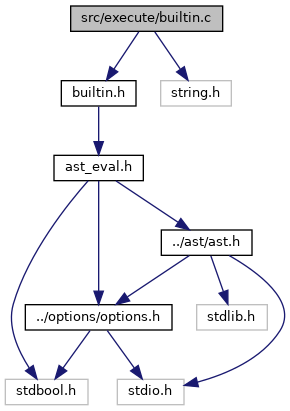 src/execute/builtin.c
builtin.h
string.h
ast_eval.h
../ast/ast.h
../options/options.h
stdlib.h
stdbool.h
stdio.h